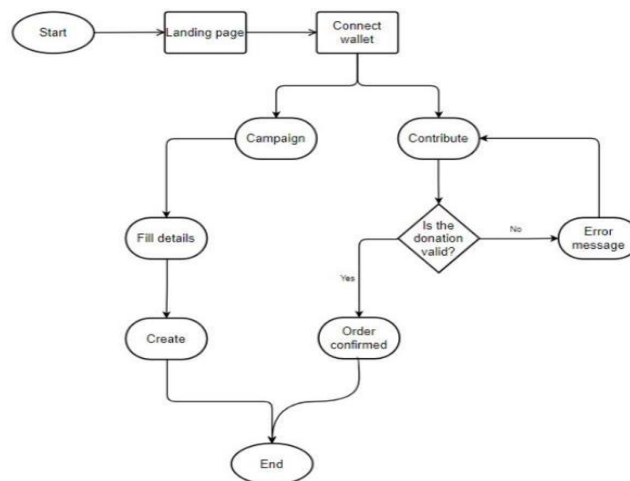 Start
Landing page
Connect
wallet
Campaign
Contribute
Fill details
Is the
donation
valid?
No
Error
message
Yes
Create
Order
confirmed
End